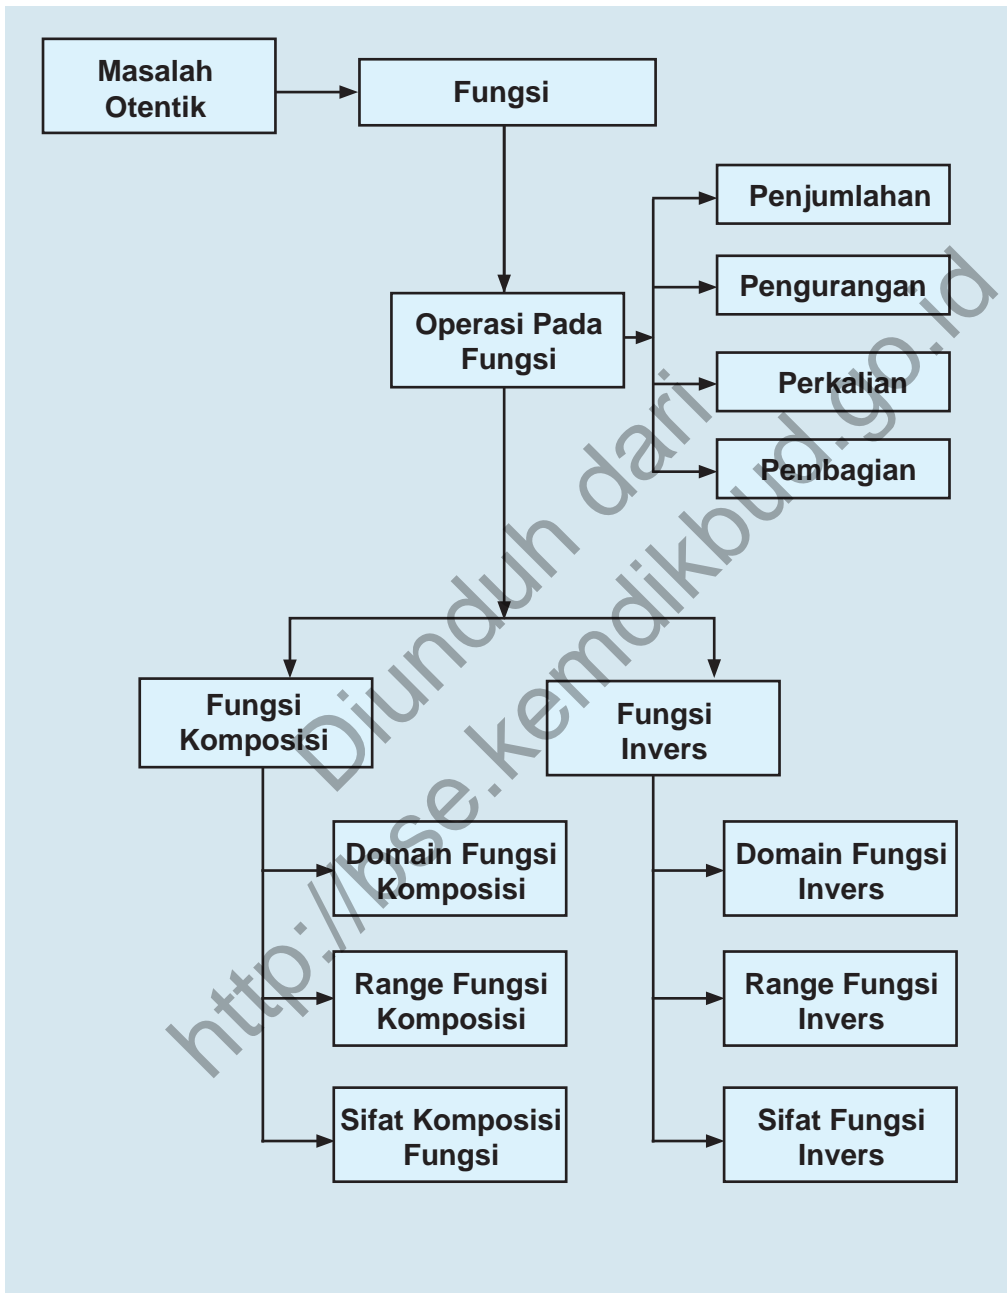 Masalah
Otentik
Fungsi
Penjumlahan
Pengurangan
Operasi Pada
Fungsi
Perkalian
Pembagian
Fungsi
Komposisi
Fungsi
Invers
Domain Fungsi
Komposisi
Domain Fungsi
Invers
Range Fungsi
Komposisi
Range Fungsi
Invers
Sifat Komposisi
Fungsi
Sifat Fungsi
Invers
Diunduh dari
http://bse.kemdikbud.go.id